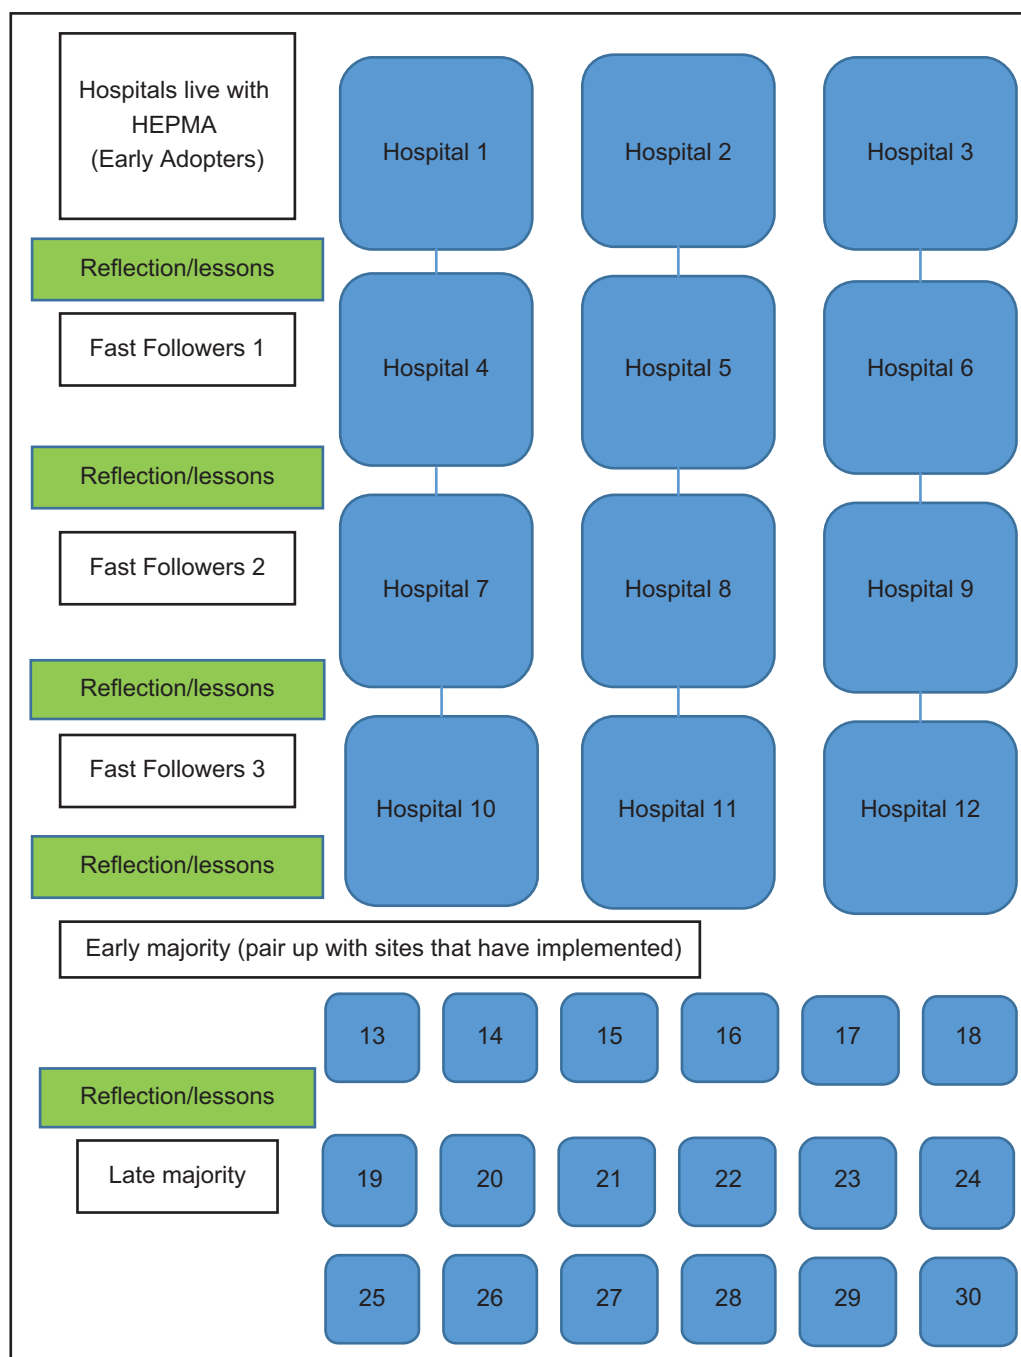 Hospitals live with
HEPMA
(Early Adopters)
Hospital 1
Hospital 2
Hospital 3
Reflection/lessons
Fast Followers 1
Hospital 4
Hospital 5
Hospital 6
Reflection/lessons
Fast Followers 2
Hospital 7
Hospital 8
Hospital 9
Reflection/lessons
Fast Followers 3
Hospital 10
Hospital 11
Hospital 12
Reflection/lessons
Early majority (pair up with sites that have implemented)
13
14
15
16
17
18
Reflection/lessons
Late majority
19
20
21
22
23
24
25
26
27
28
29
30